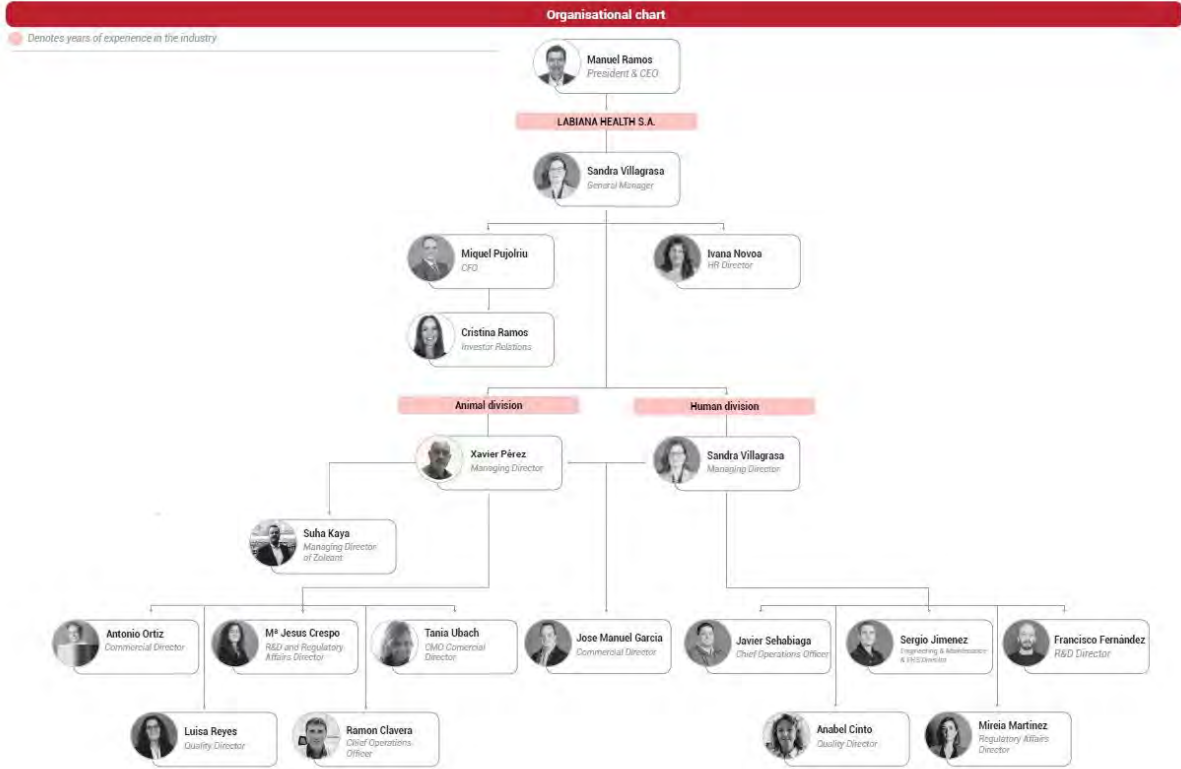 Organisational chart
Denotes years of experience in the industry
Manuel Ramos
President & CEO
LABIANA HEALTH S.A.
Sandra Villagrasa
General Manager
Miquel Pujolriu
CFO
Ivana Novoa
HR Director
Cristina Ramos
Investor Relations
Animal division
Human division
Xavier Pérez
Managing Director
Sandra Villagrasa
Managing Director
Suha Kaya
Managing Director
of Zoleant
Antonio Ortiz
Commercial Director
Mª Jesus Crespo
R&D and Regulatory
Affairs Director
Tania Ubach
CMO Comercial
Director
Jose Manuel Garcia
Commercial Director
Javier Sehabiaga
Chief Operations Officer
Sergio Jimenez
Engineering & Maintenance
& EHS Director
Francisco Fernández
R&D Director
Luisa Reyes
Quality Director
Ramon Clavera
Chief Operations
Officer
Anabel Cinto
Quality Director
Mireia Martinez
Regulatory Affairs
Director